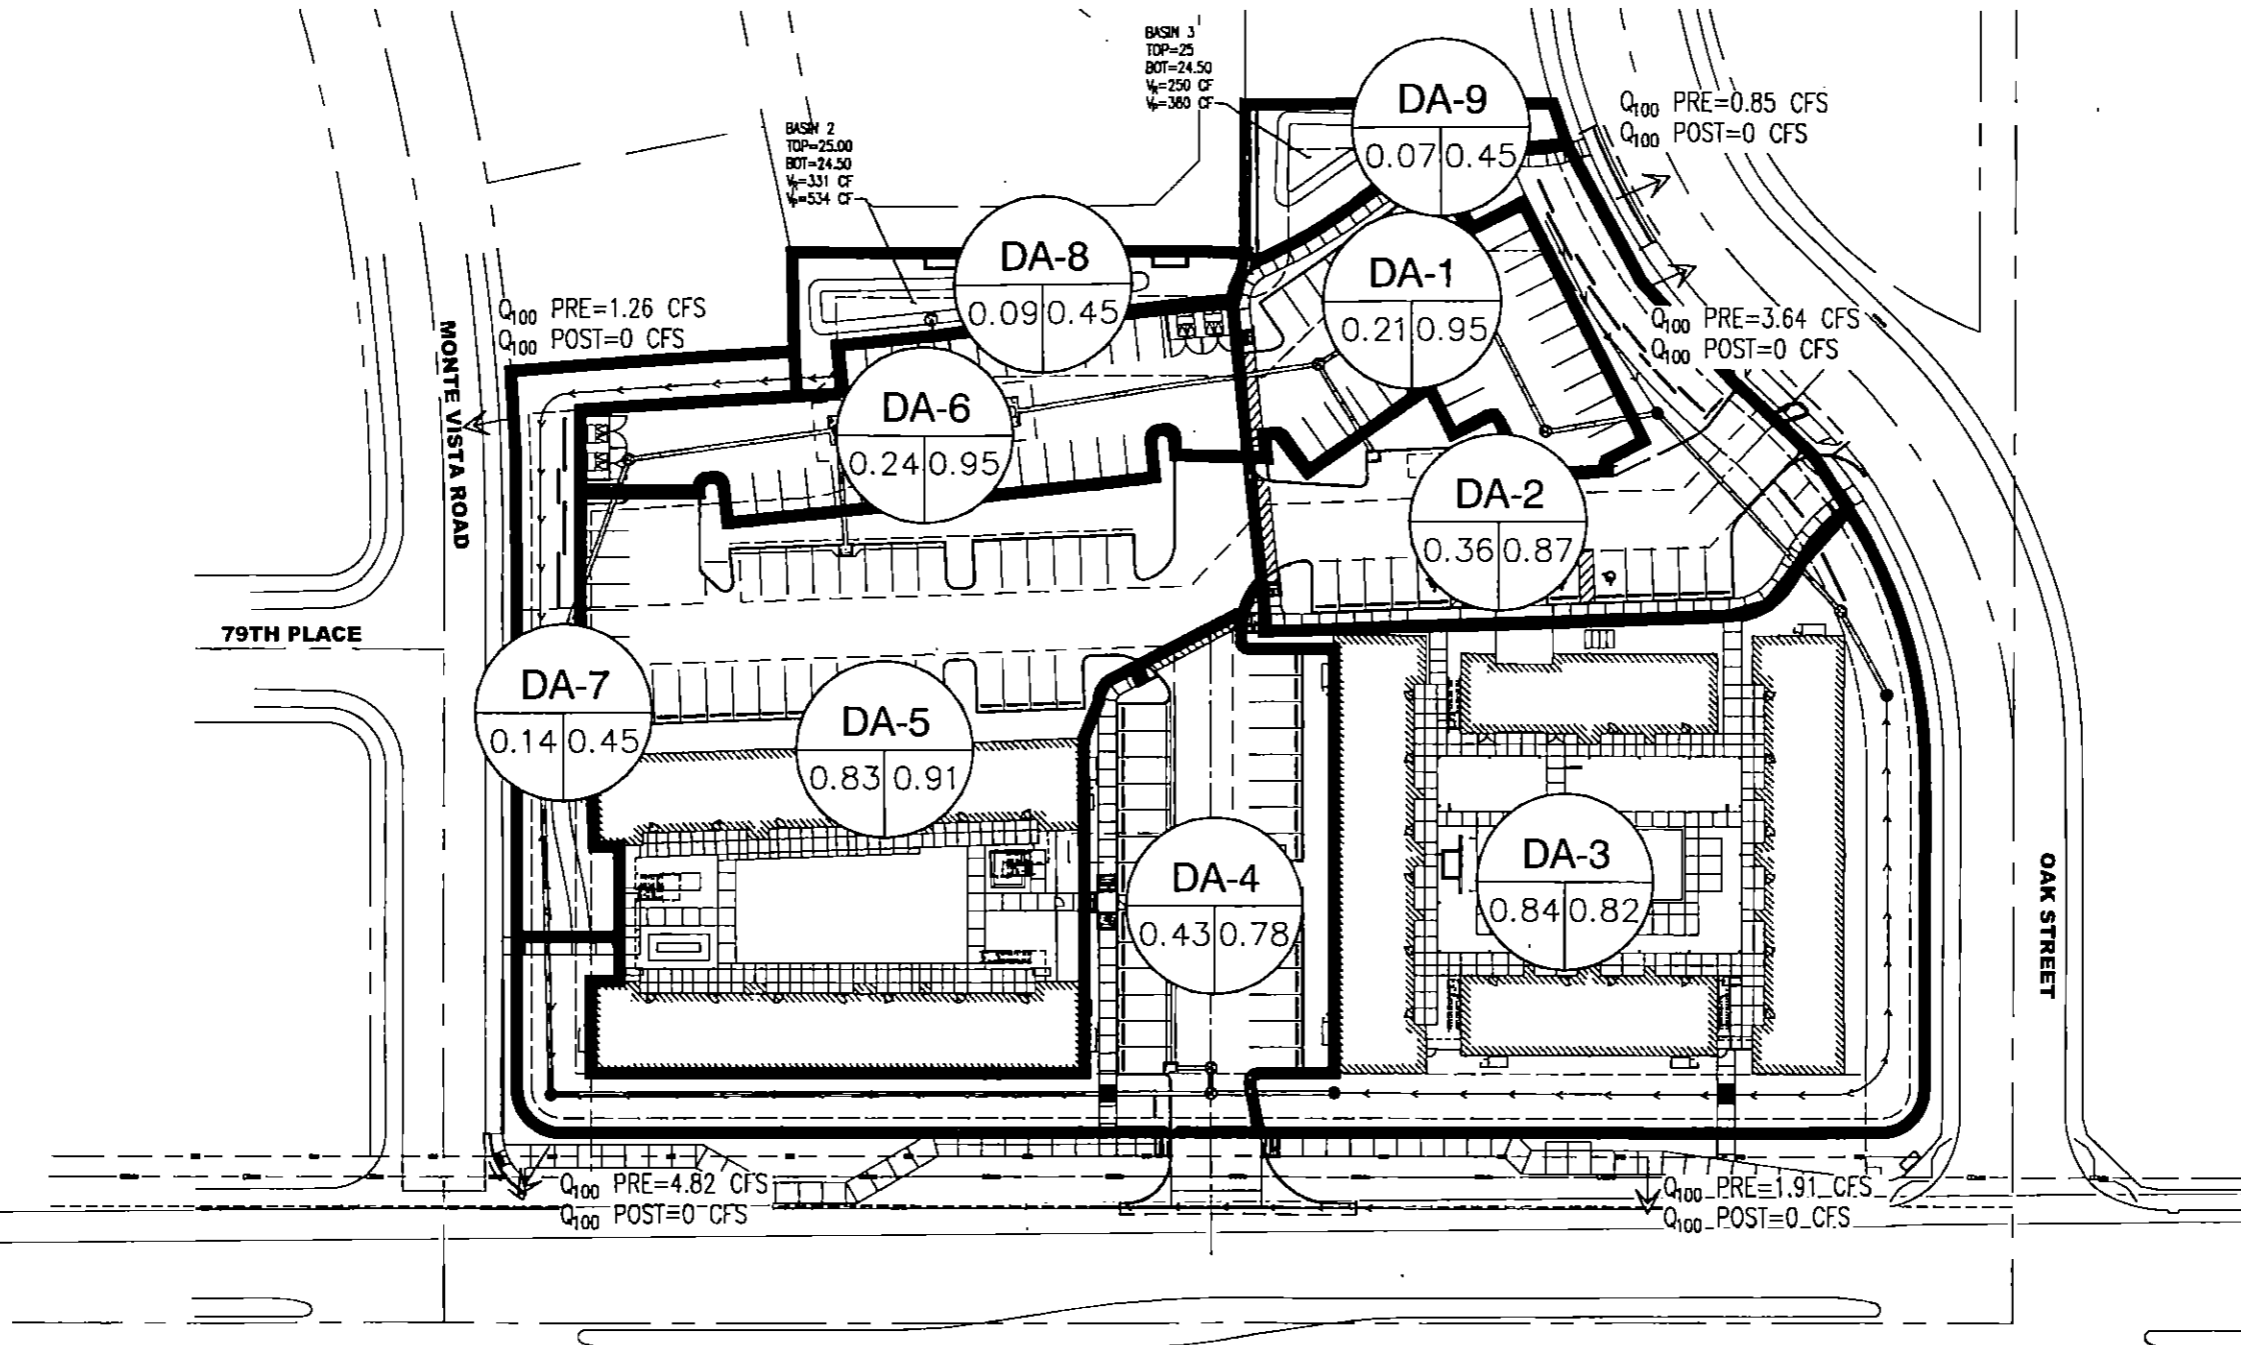 BASIN 3
TOP=25
BOT=24.50
VR=250 CF
VP=380 CF
DA-9
0.07 0.45
Q100 PRE=0.85 CFS
Q100 POST=0 CFS
BASIN 2
TOP=25.00
BOT=24.50
VR=331 CF
VP=534 CF
DA-8
0.09 0.45
DA-1
0.21 0.95
Q100 PRE=1.26 CFS
Q100 POST=0 CFS
Q100 PRE=3.64 CFS
Q100 POST=0 CFS
MONTE VISTA ROAD
DA-6
0.24 0.95
DA-2
0.36 0.87
79TH PLACE
DA-7
0.14 0.45
DA-5
0.83 0.91
DA-4
0.43 0.78
DA-3
0.84 0.82
OAK STREET
Q100 PRE=4.82 CFS
Q100 POST=0 CFS
Q100 PRE=1.91 CFS
Q100 POST=0 CFS